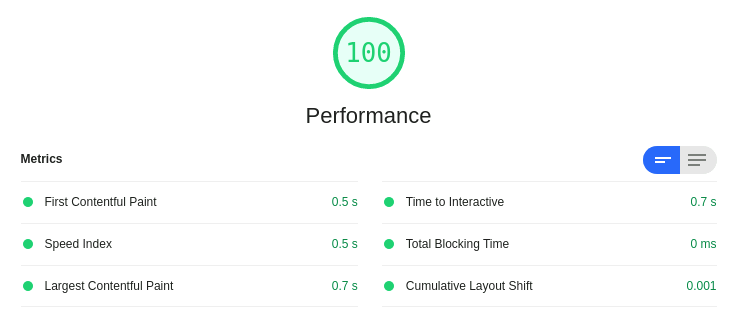 100
Performance
Metrics
First Contentful Paint 0.5 s
Time to Interactive 0.7 s
Speed Index 0.5 s
Total Blocking Time 0 ms
Largest Contentful Paint 0.7 s
Cumulative Layout Shift 0.001